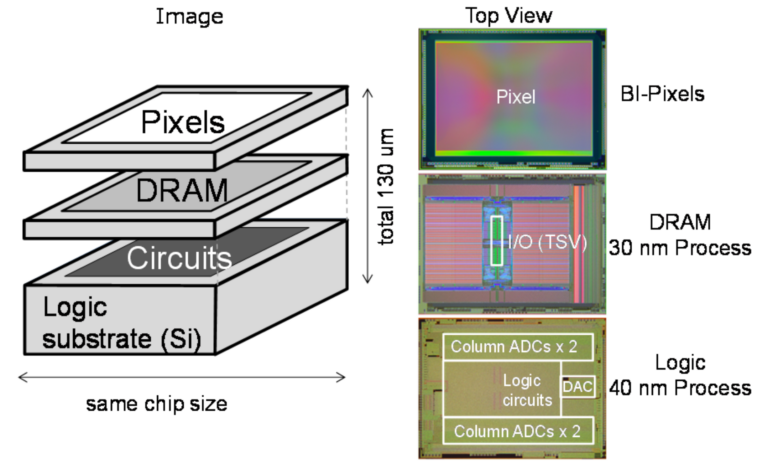 Image
Top View
Pixels
DRAM
Circuits
Logic
substrate (Si)
total 130 um
same chip size
Pixel
BI-Pixels
I/O (TSV)
DRAM
30 nm Process
Column ADCs x 2
Logic
circuits
DAC
Column ADCs x 2
Logic
40 nm Process